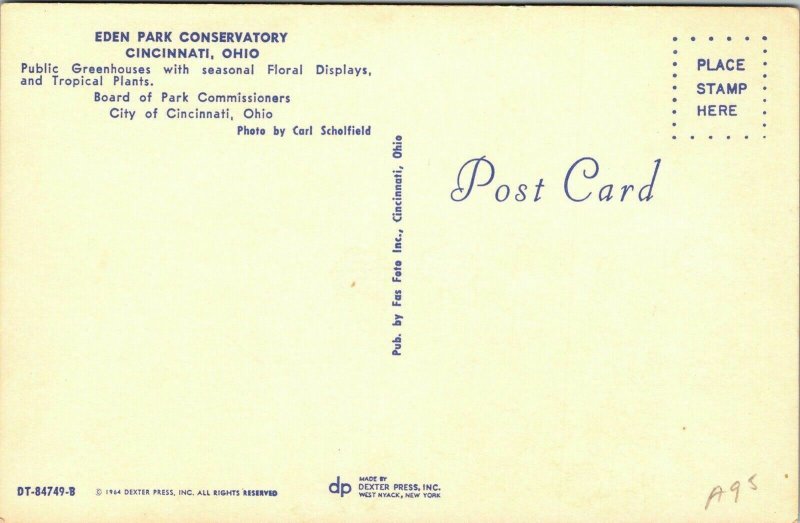 EDEN PARK CONSERVATORY
CINCINNATI, OHIO
Public Greenhouses with seasonal Floral Displays,
and Tropical Plants.
Board of Park Commissioners
City of Cincinnati, Ohio
Photo by Carl Scholfield
Pub. by Fas Foto Inc., Cincinnati, Ohio
PLACE
STAMP
HERE
Post Card
DT-84749-B
© 1964 DEXTER PRESS, INC. ALL RIGHTS RESERVED
dp
MADE BY
DEXTER PRESS, INC.
WEST NYACK, NEW YORK
A95